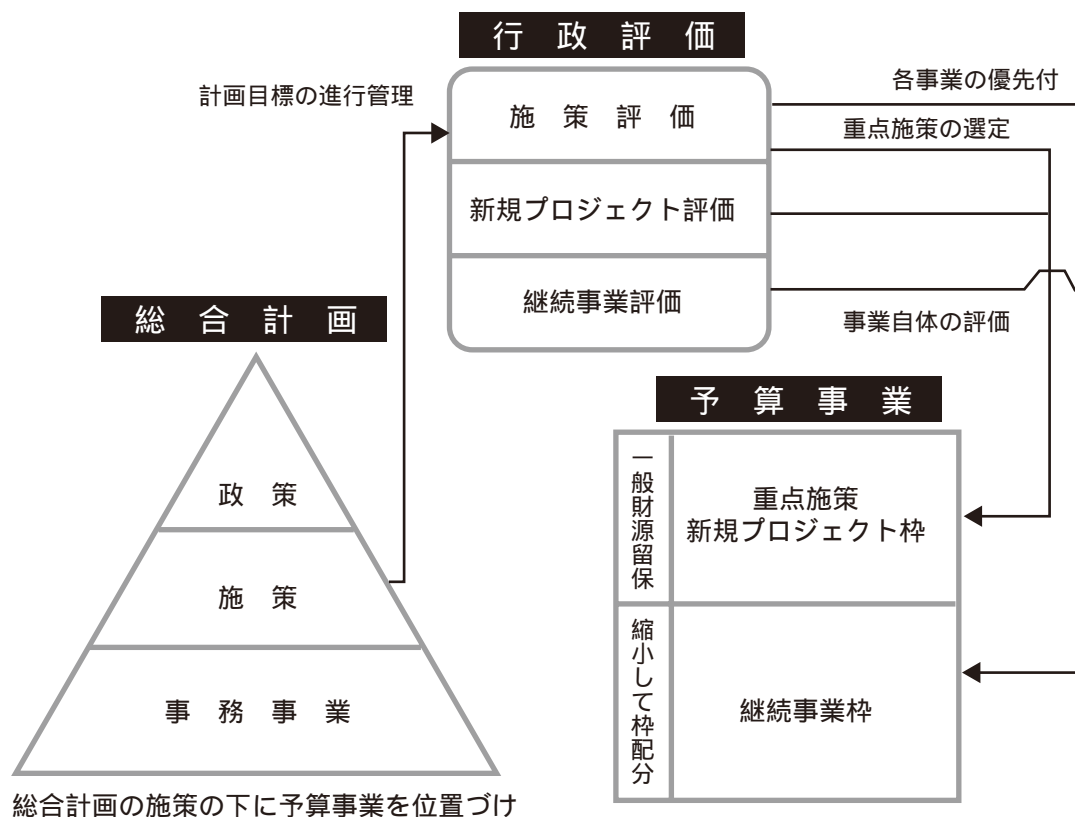 行政評価
計画目標の進行管理
施策評価
新規プロジェクト評価
継続事業評価
各事業の優先付
重点施策の選定
事業自体の評価
総合計画
政策
施策
事務事業
総合計画の施策の下に予算事業を位置づけ
予算事業
一般財源留保
重点施策
新規プロジェクト枠
縮小して枠配分
継続事業枠